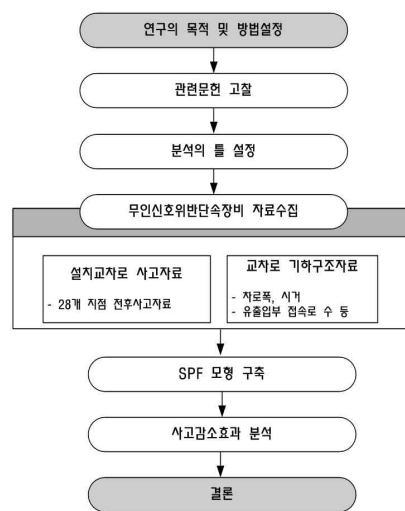 연구의 목적 및 방법설정
관련문헌 고찰
분석의 틀 설정
무인신호위반단속장비 자료수집
설치교차로 사고자료
- 28개 지점 전후사고자료
교차로 기하구조자료
- 차로폭, 시거
- 유출입부 접속로 수 등
SPF 모형 구축
사고감소효과 분석
결론